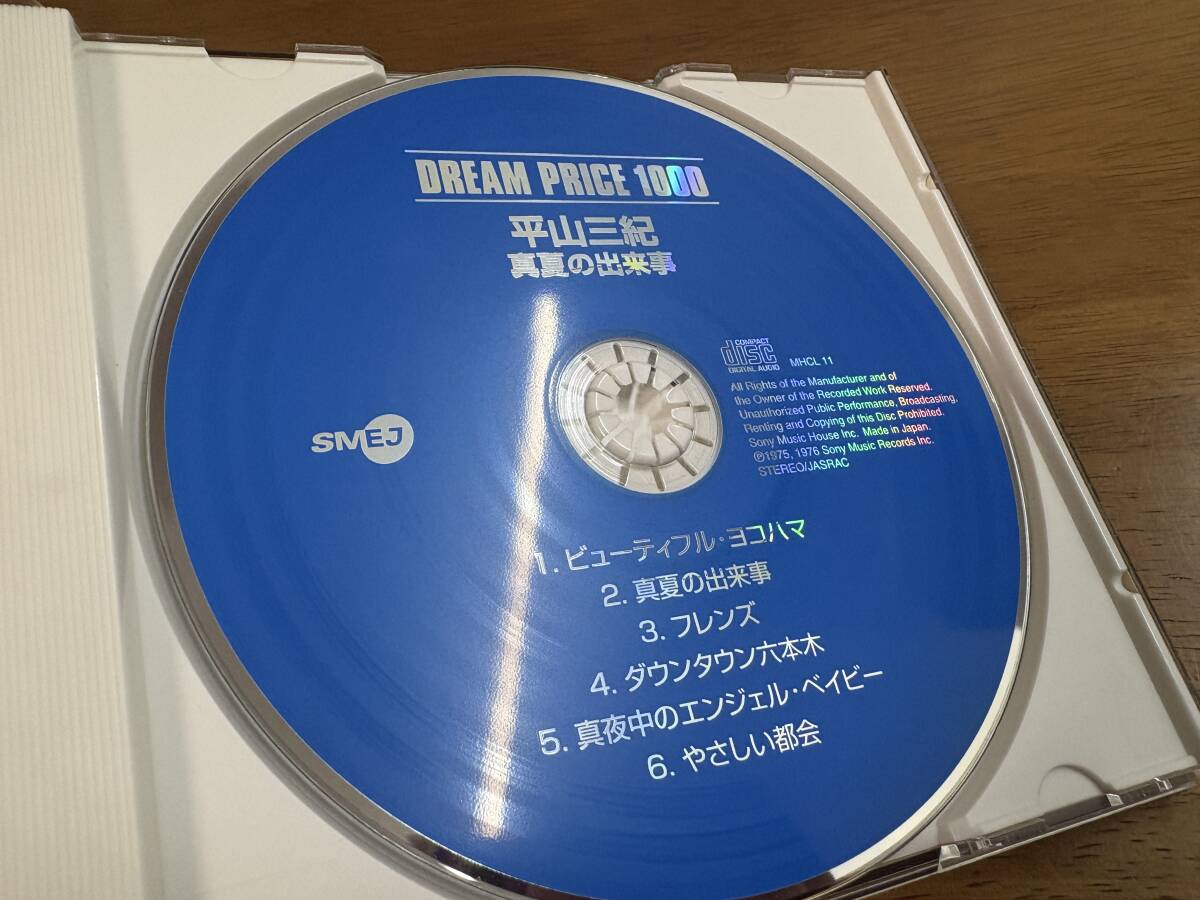 DREAM PRICE 1000
平山三紀
真夏の出来事
COMPACT
disc
DIGITAL AUDIO
MHCL 11
All Rights of the Manufacturer and of
the Owner of the Recorded Work Reserved.
Unauthorized Public Performance, Broadcasting,
Renting and Copying of this Disc Prohibited.
Sony Music House Inc. Made in Japan.
℗1975, 1976 Sony Music Records Inc.
STEREO/JASRAC
SMEJ
1. ビューティフル・ヨコハマ
2. 真夏の出来事
3. フレンズ
4. ダウンタウン六本木
5. 真夜中のエンジェル・ベイビー
6. やさしい都会